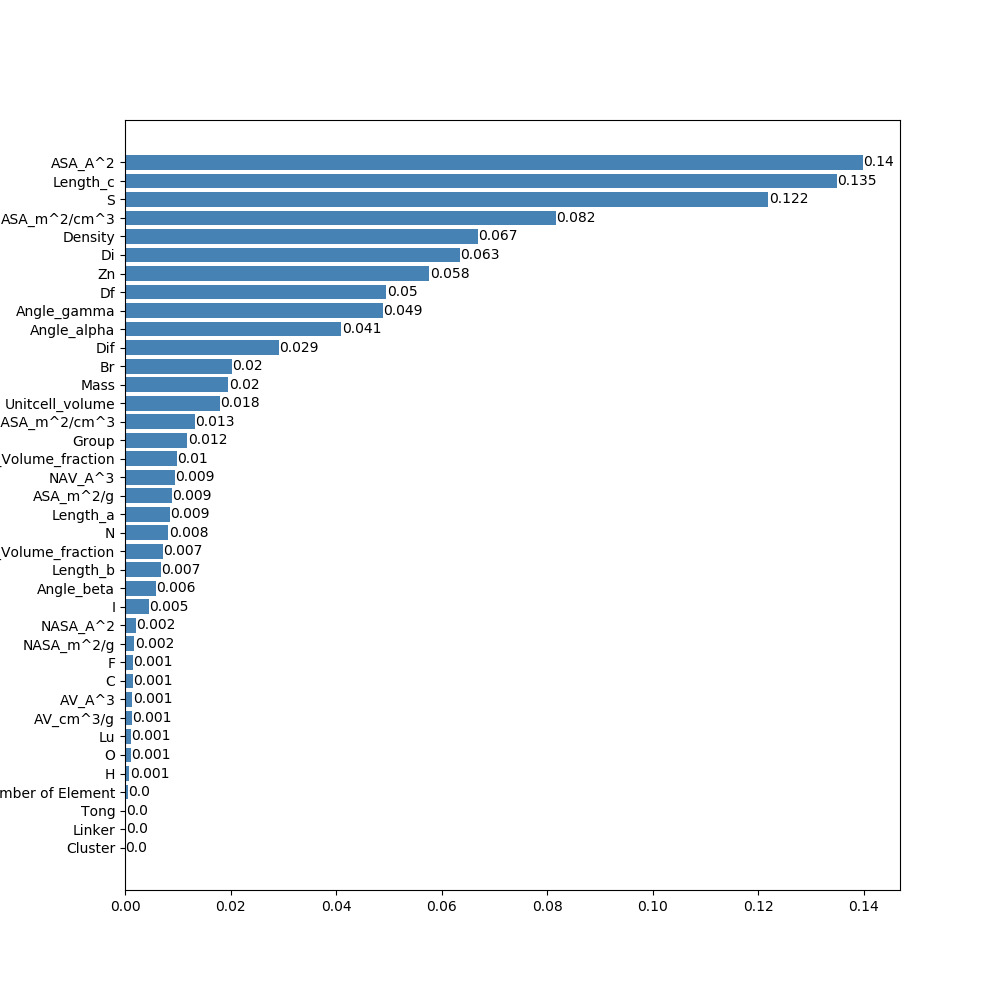 ASA_A^2 0.14
Length_c 0.135
S 0.122
ASA_m^2/cm^3 0.082
Density 0.067
Di 0.063
Zn 0.058
Df 0.05
Angle_gamma 0.049
Angle_alpha 0.041
Dif 0.029
Br 0.02
Mass 0.02
Unitcell_volume 0.018
ASA_m^2/cm^3 0.013
Group 0.012
_Volume_fraction 0.01
NAV_A^3 0.009
ASA_m^2/g 0.009
Length_a 0.009
N 0.008
_Volume_fraction 0.007
Length_b 0.007
Angle_beta 0.006
I 0.005
NASA_A^2 0.002
NASA_m^2/g 0.002
F 0.001
C 0.001
AV_A^3 0.001
AV_cm^3/g 0.001
Lu 0.001
O 0.001
H 0.001
mber of Element 0.0
Tong 0.0
Linker 0.0
Cluster 0.0
0.00 0.02 0.04 0.06 0.08 0.10 0.12 0.14